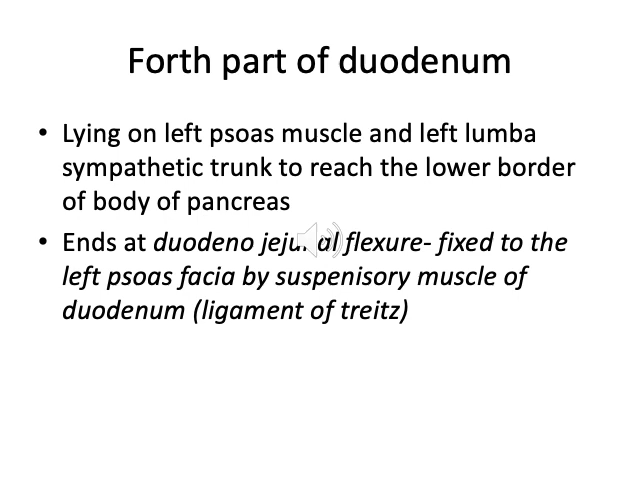 Forth part of duodenum
• Lying on left psoas muscle and left lumba
sympathetic trunk to reach the lower border
of body of pancreas
• Ends at duodeno flexure- fixed to the
left psoas facia by suspenisory muscle of
duodenum (ligament of treitz)